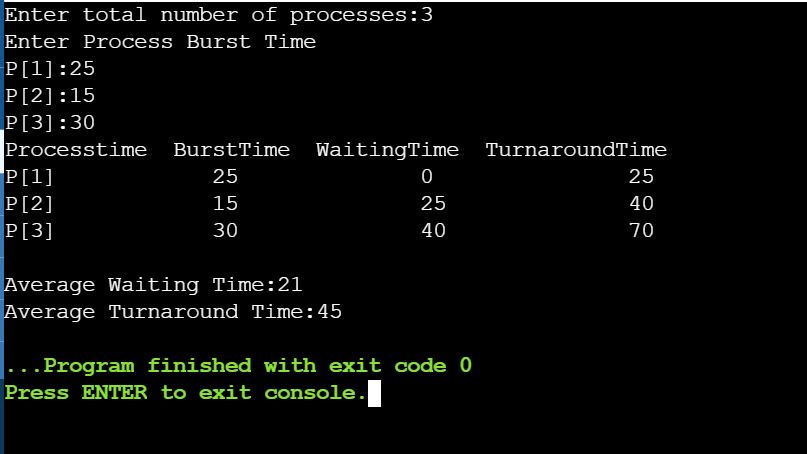 Enter total number of processes:3
Enter Process Burst Time
P[1]:25
P[2]:15
P[3]:30
Processtime  BurstTime  WaitingTime  TurnaroundTime
P[1]            25              0               25
P[2]            15              25              40
P[3]            30              40              70
Average Waiting Time:21
Average Turnaround Time:45
...Program finished with exit code 0
Press ENTER to exit console.